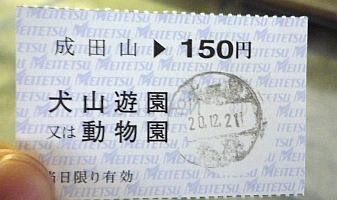 成田山 ▶ 150円
犬山遊園
又は 動物園
20.12.21
当日限り有効